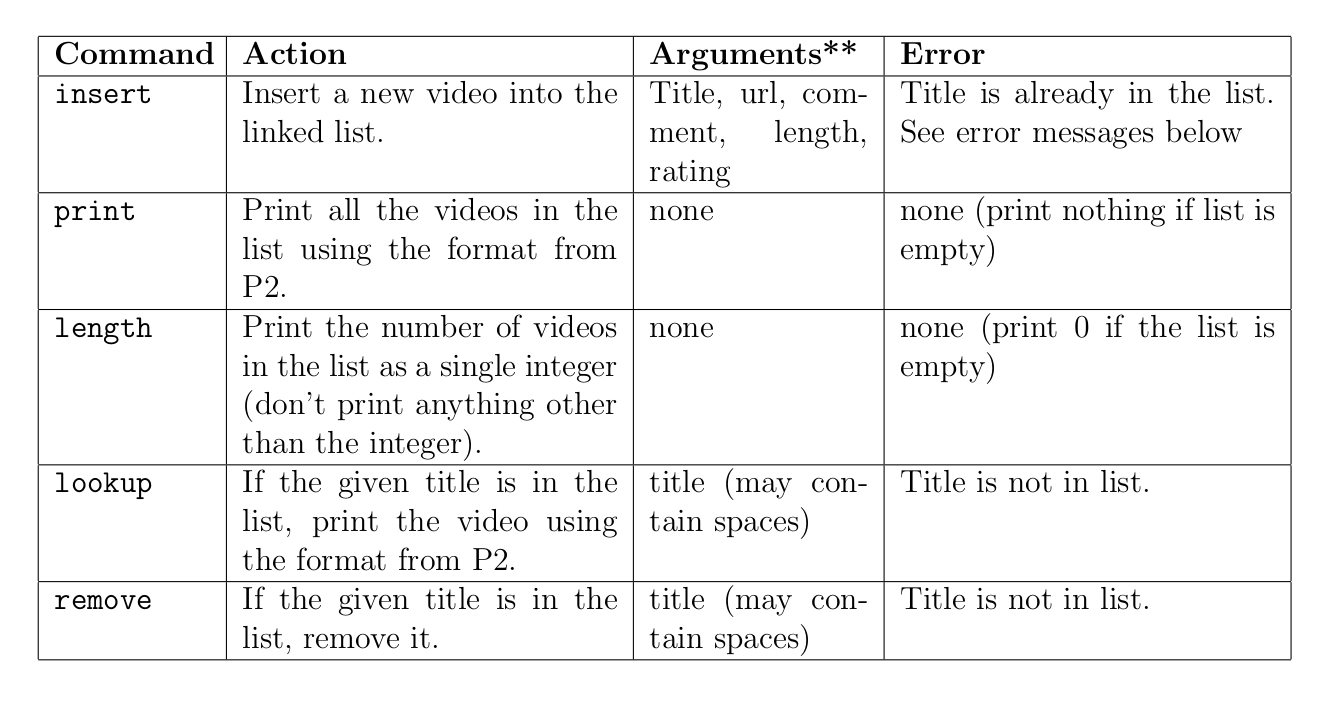 Command Action Arguments** Error
insert Insert a new video into the linked list. Title, url, com-ment, length, rating Title is already in the list. See error messages below
print Print all the videos in the list using the format from P2. none none (print nothing if list is empty)
length Print the number of videos in the list as a single integer (don't print anything other than the integer). none none (print 0 if the list is empty)
lookup If the given title is in the list, print the video using the format from P2. title (may con-tain spaces) Title is not in list.
remove If the given title is in the list, remove it. title (may con-tain spaces) Title is not in list.